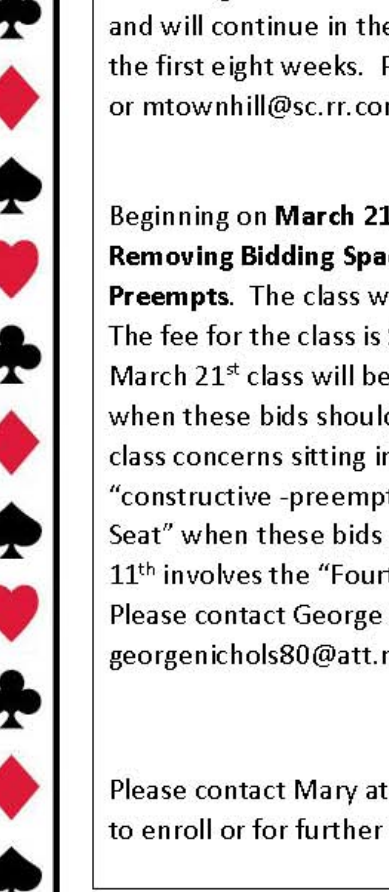 and will continue in the
the first eight weeks. P
or mtownhill@sc.rr.com
Beginning on March 21
Removing Bidding Spac
Preempts. The class w
The fee for the class is
March 21st class will be
when these bids should
class concerns sitting in
"constructive -preempt
Seat" when these bids
11th involves the "Fourt
Please contact George
georgenichols80@att.n
Please contact Mary at
to enroll or for further